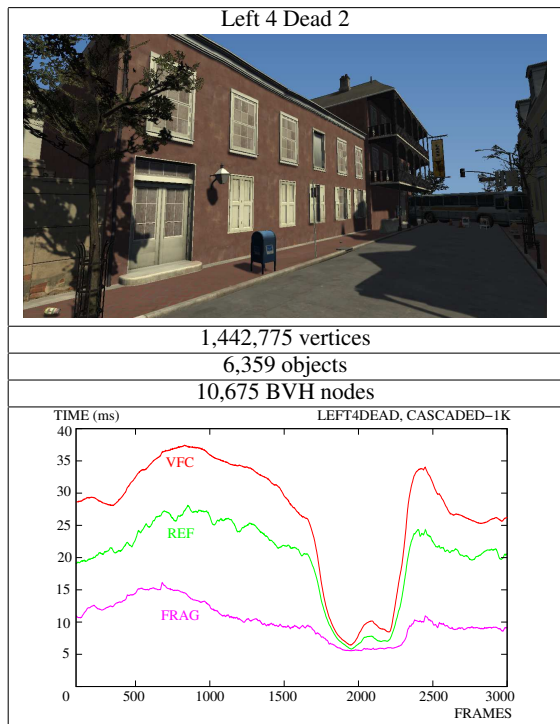 Left 4 Dead 2
1,442,775 vertices
6,359 objects
10,675 BVH nodes
TIME (ms) LEFT4DEAD, CASCADED−1K
40
35
30
25
20
15
10
5
VFC
REF
FRAG
0 500 1000 1500 2000 2500 3000
FRAMES